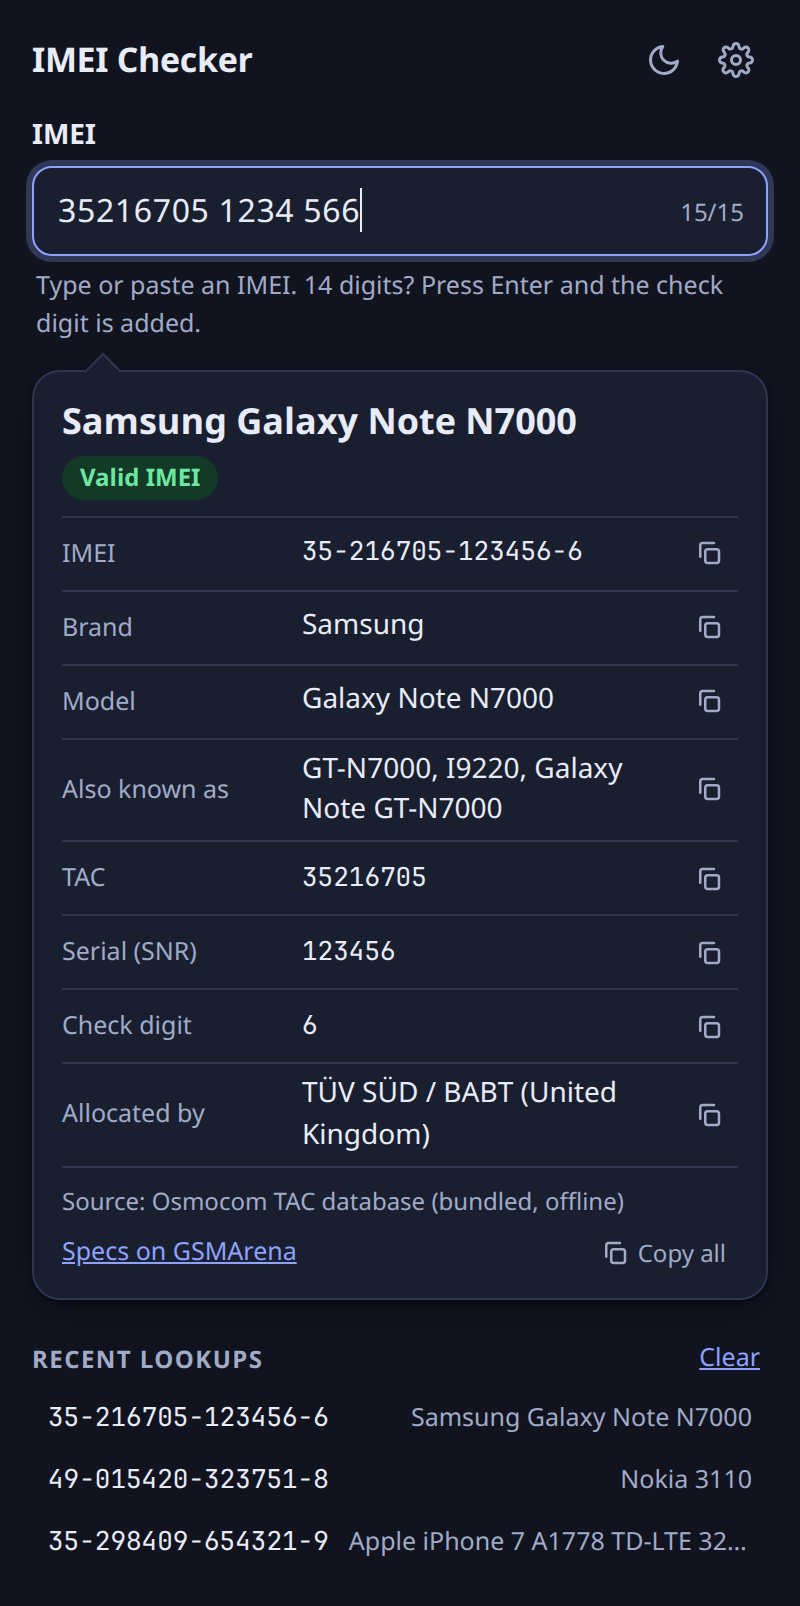 IMEI Checker
IMEI
35216705 1234 566
15/15
Type or paste an IMEI. 14 digits? Press Enter and the check
digit is added.
Samsung Galaxy Note N7000
Valid IMEI
IMEI 35-216705-123456-6
Brand Samsung
Model Galaxy Note N7000
Also known as GT-N7000, I9220, Galaxy
Note GT-N7000
TAC 35216705
Serial (SNR) 123456
Check digit 6
Allocated by TÜV SÜD / BABT (United
Kingdom)
Source: Osmocom TAC database (bundled, offline)
Specs on GSMArena Copy all
RECENT LOOKUPS Clear
35-216705-123456-6 Samsung Galaxy Note N7000
49-015420-323751-8 Nokia 3110
35-298409-654321-9 Apple iPhone 7 A1778 TD-LTE 32...